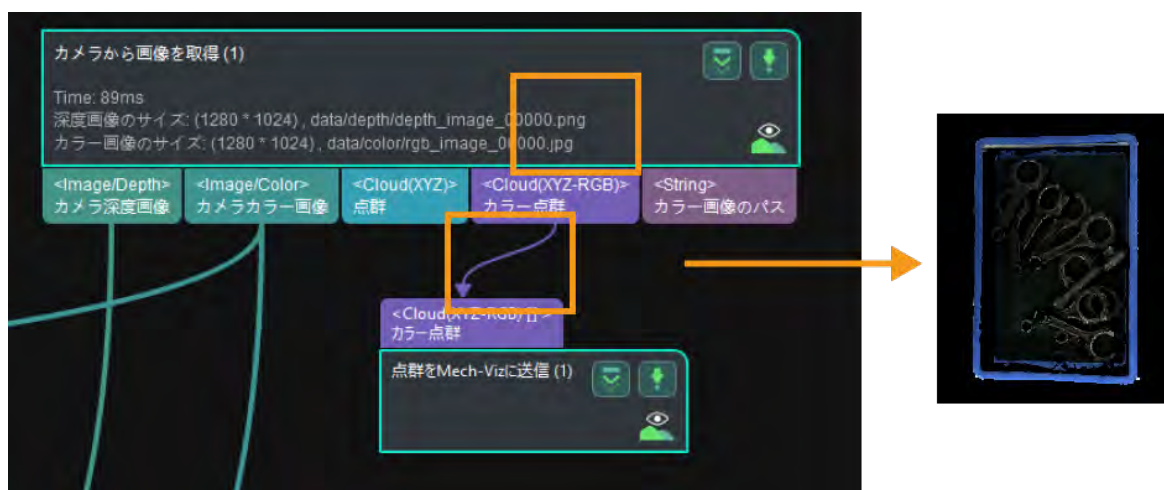 カメラから画像を取得 (1)
Time: 89ms
深度画像のサイズ: (1280 * 1024) , data/depth/depth_image_00000.png
カラー画像のサイズ: (1280 * 1024) , data/color/rgb_image_00000.jpg
<Image/Depth> <Image/Color> <Cloud(XYZ)> <Cloud(XYZ-RGB)> <String>
カメラ深度画像 カメラカラー画像 点群 カラー点群 カラー画像のパス
<Cloud(XYZ-RGB) [] >
カラー点群
点群をMech-Vizに送信 (1)